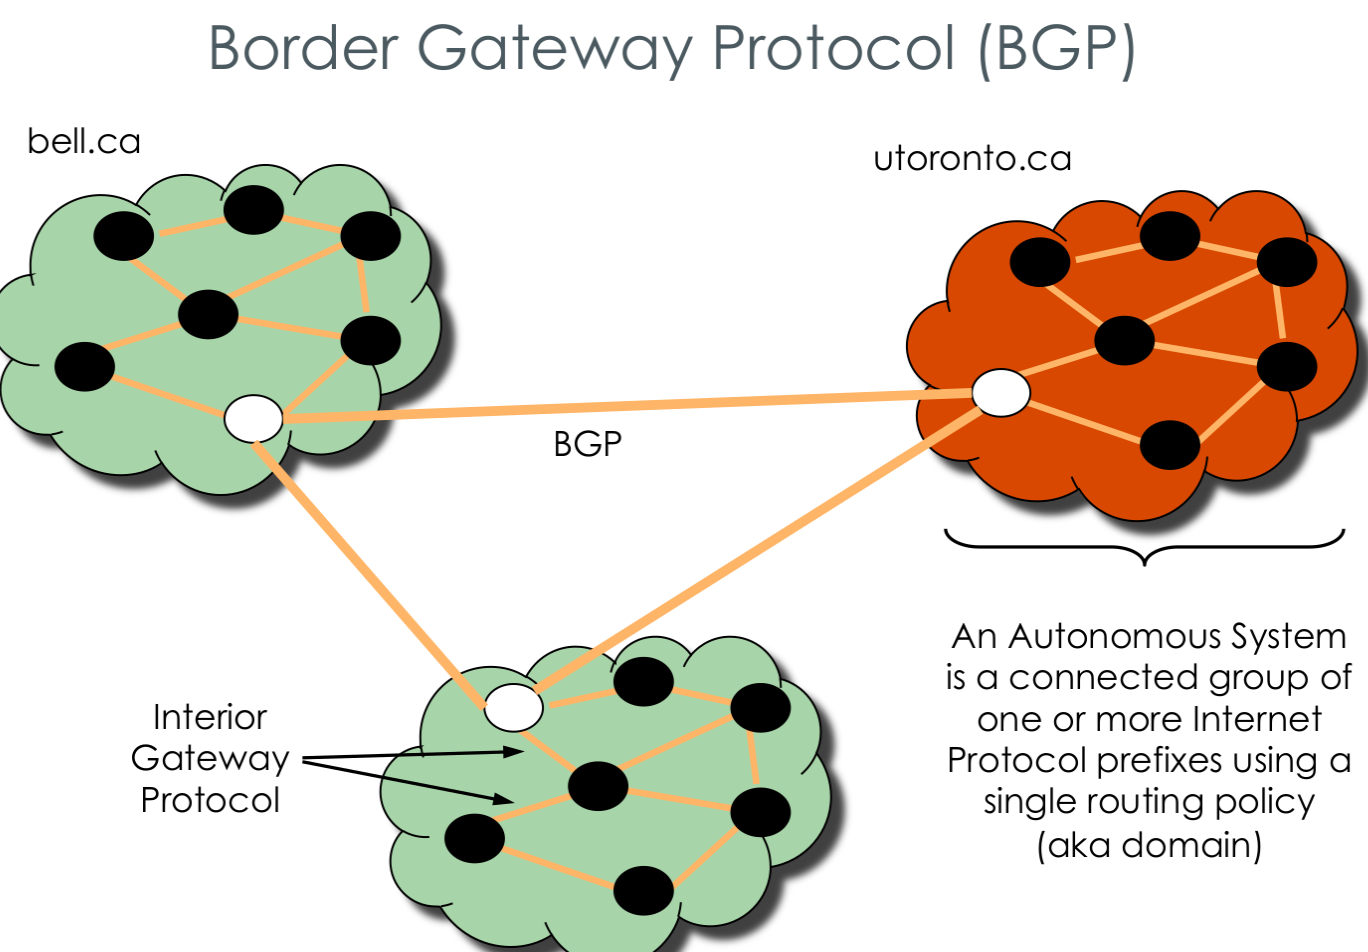 Border Gateway Protocol (BGP)
bell.ca
utoronto.ca
BGP
Interior
Gateway
Protocol
An Autonomous System
is a connected group of
one or more Internet
Protocol prefixes using a
single routing policy
(aka domain)